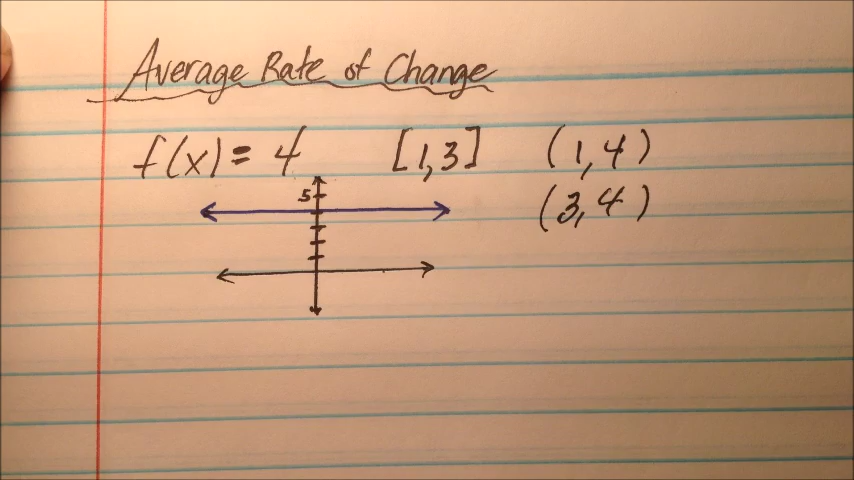 Average Rate of Change
f(x) = 4 [1,3] (1,4)
(3,4)
5